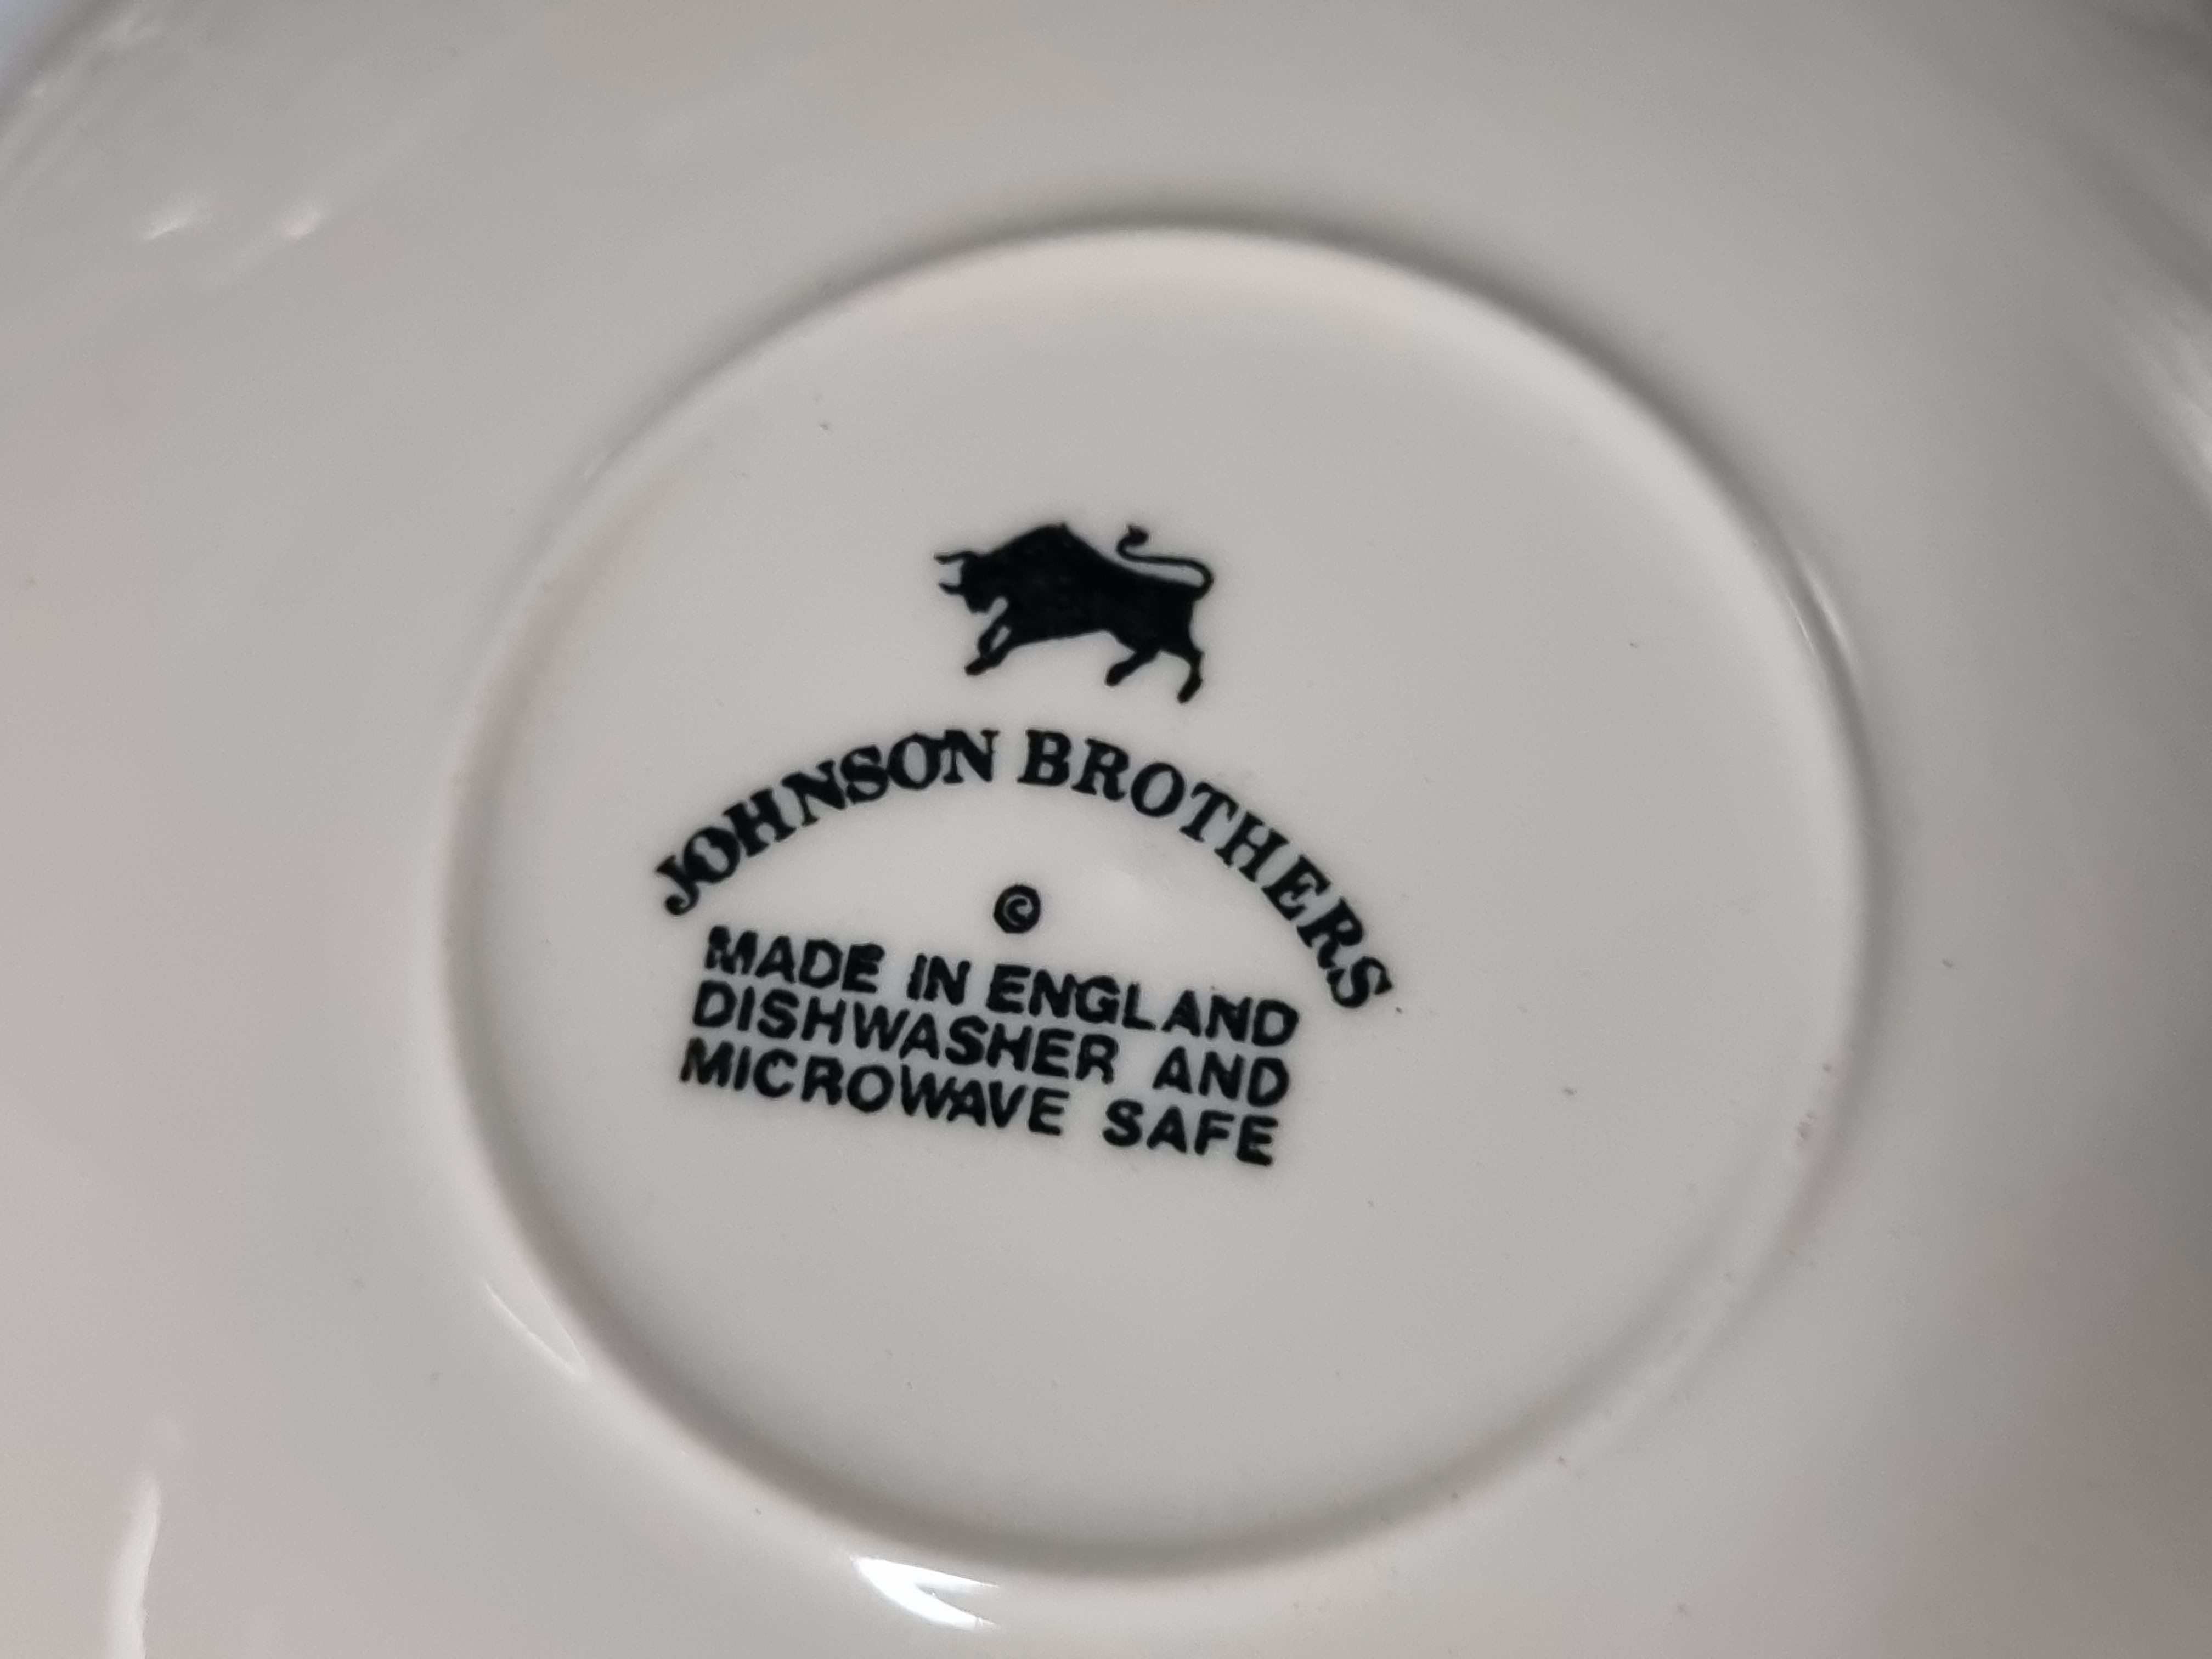 JOHNSON BROTHERS
©
MADE IN ENGLAND
DISHWASHER AND
MICROWAVE SAFE